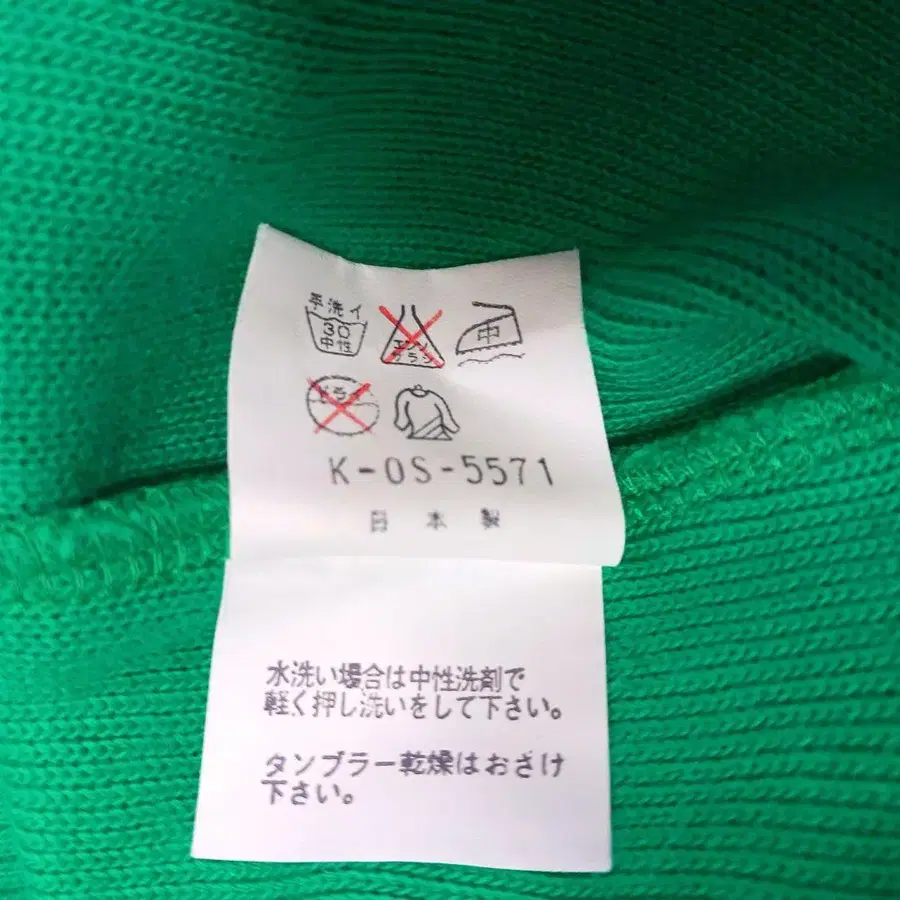 手洗イ
30
中性
エンソ
サラシ
中
ドライ
K-OS-5571
日本製
水洗い場合は中性洗剤で
軽く押し洗いをして下さい。
タンブラー乾燥はおさけ
下さい。